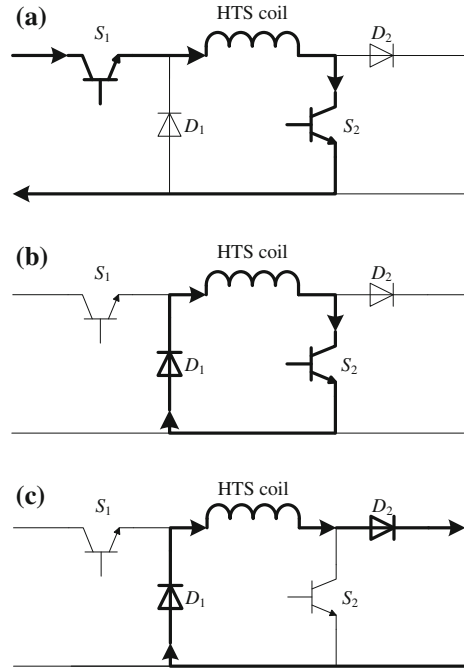 (a)
S1
HTS coil
D2
D1
S2
(b)
S1
HTS coil
D2
D1
S2
(c)
S1
HTS coil
D2
D1
S2